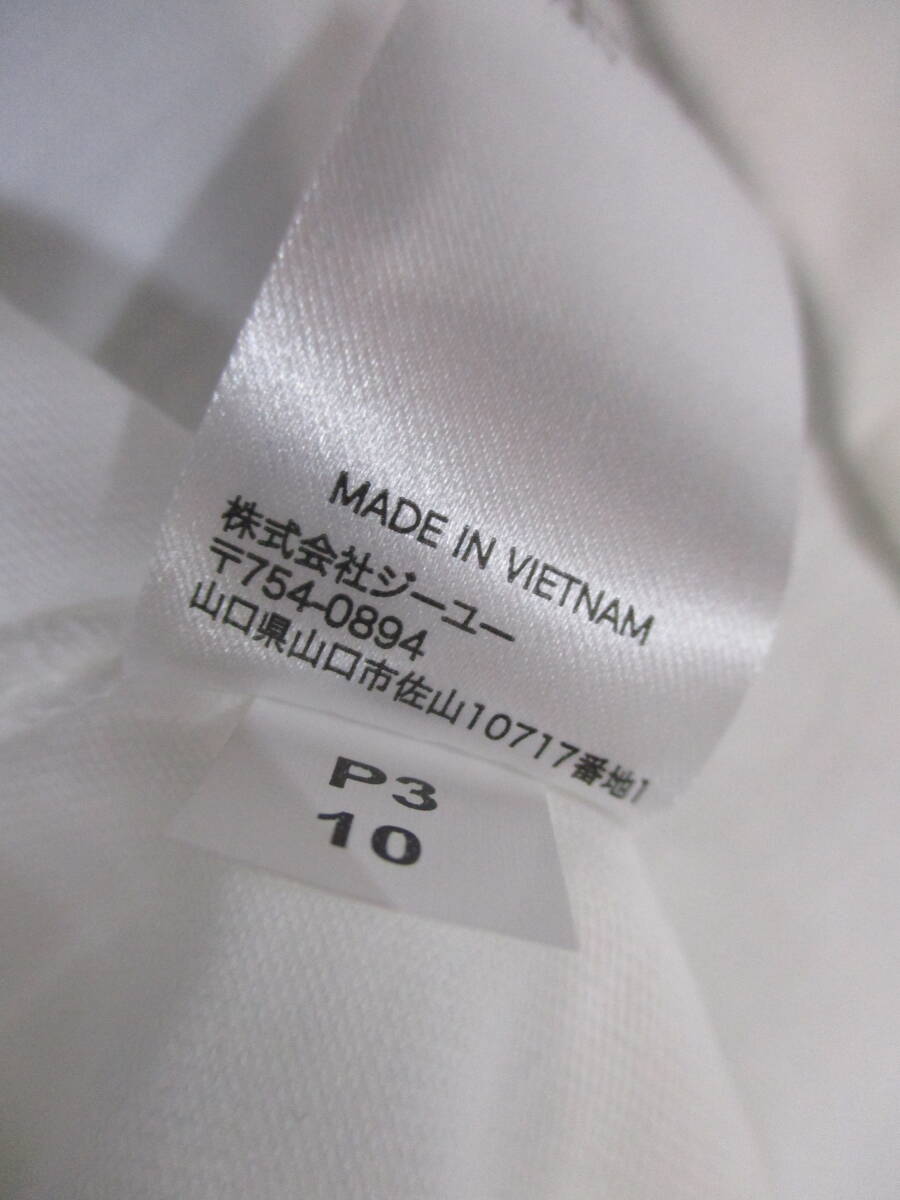 MADE IN VIETNAM
株式会社ジーユー
〒754-0894
山口県山口市佐山10717番地1
P3
10